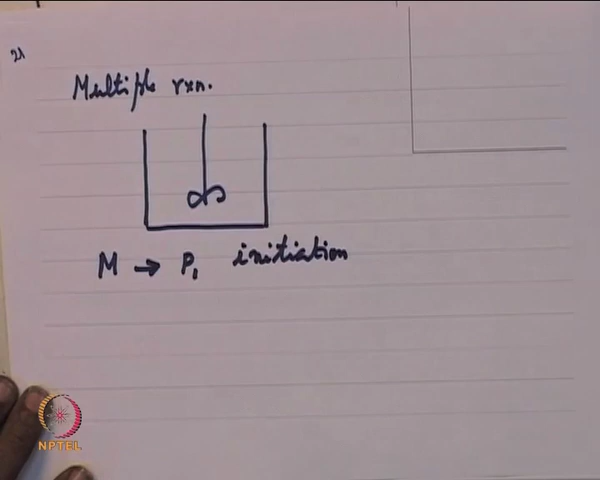 21
Multiple rxn.
M → P₁ initiation
NPTEL